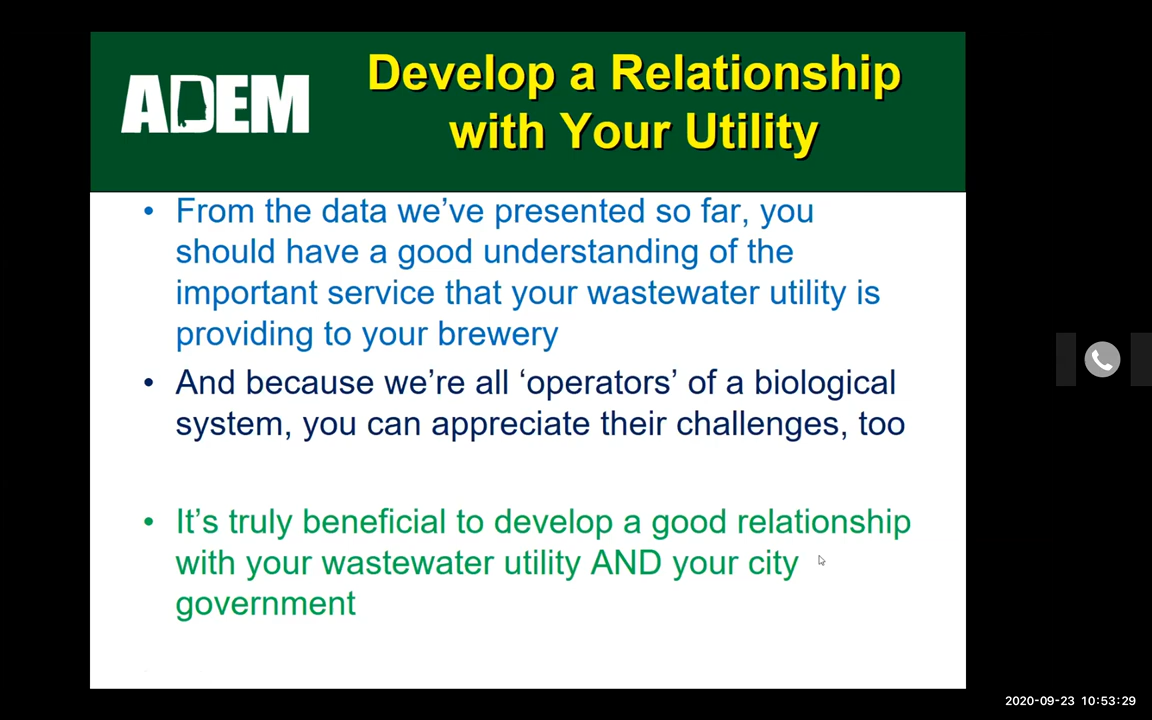 ADEM
Develop a Relationship
with Your Utility
• From the data we’ve presented so far, you
should have a good understanding of the
important service that your wastewater utility is
providing to your brewery
• And because we’re all ‘operators’ of a biological
system, you can appreciate their challenges, too
• It’s truly beneficial to develop a good relationship
with your wastewater utility AND your city
government
2020-09-23 10:53:29